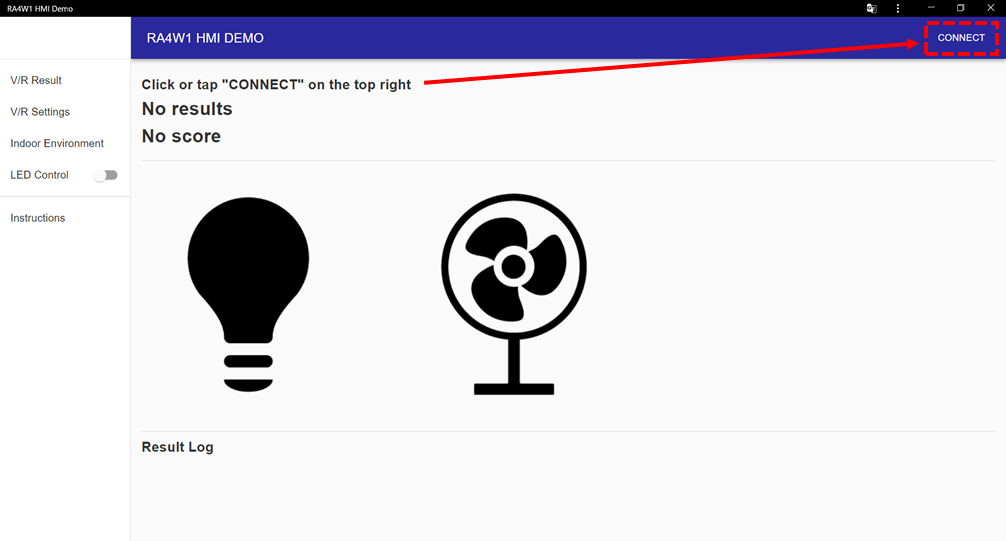 RA4W1 HMI Demo
RA4W1 HMI DEMO
CONNECT
V/R Result
V/R Settings
Indoor Environment
LED Control
Instructions
Click or tap "CONNECT" on the top right
No results
No score
Result Log